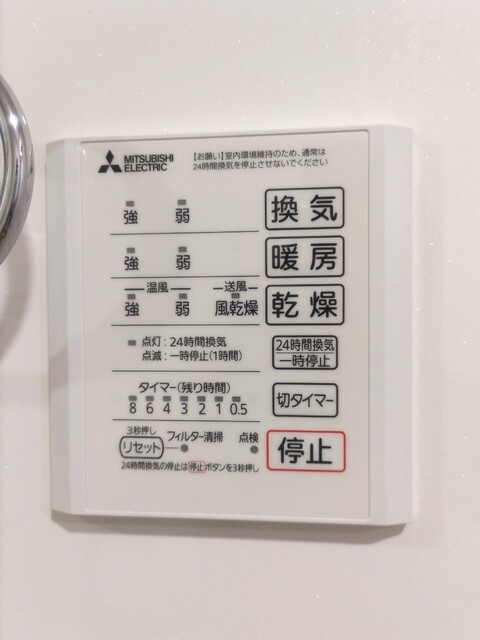 MITSUBISHI
ELECTRIC
【お願い】室内環境維持のため、通常は
24時間換気を停止させないでください
強 弱 換気
強 弱 暖房
温風 送風
強 弱 風乾燥 乾燥
点灯:24時間換気
点滅:一時停止(1時間)
24時間換気
一時停止
タイマー(残り時間)
8 6 4 3 2 1 0.5
切タイマー
3秒押し
リセット フィルター清掃 点検
停止
24時間換気の停止は停止ボタンを3秒押し